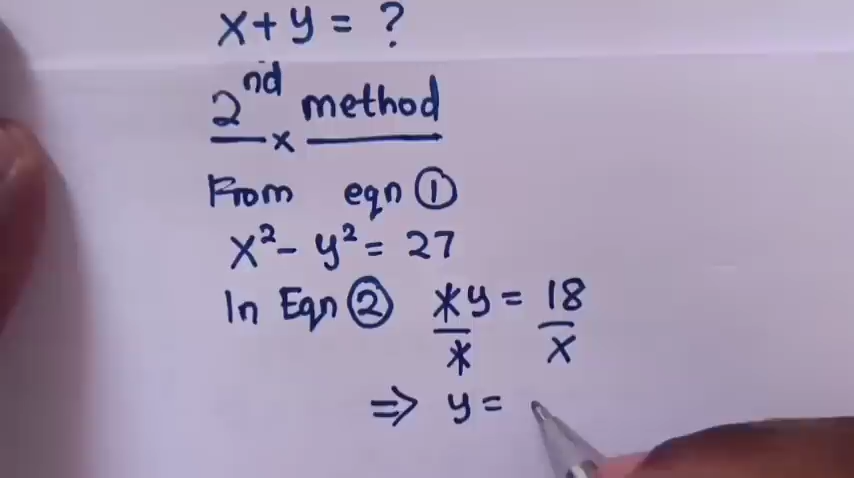 x + y = ?
2nd method
x
From eqn ①
x² - y² = 27
In Eqn ② xy/x = 18/x
⇒ y =